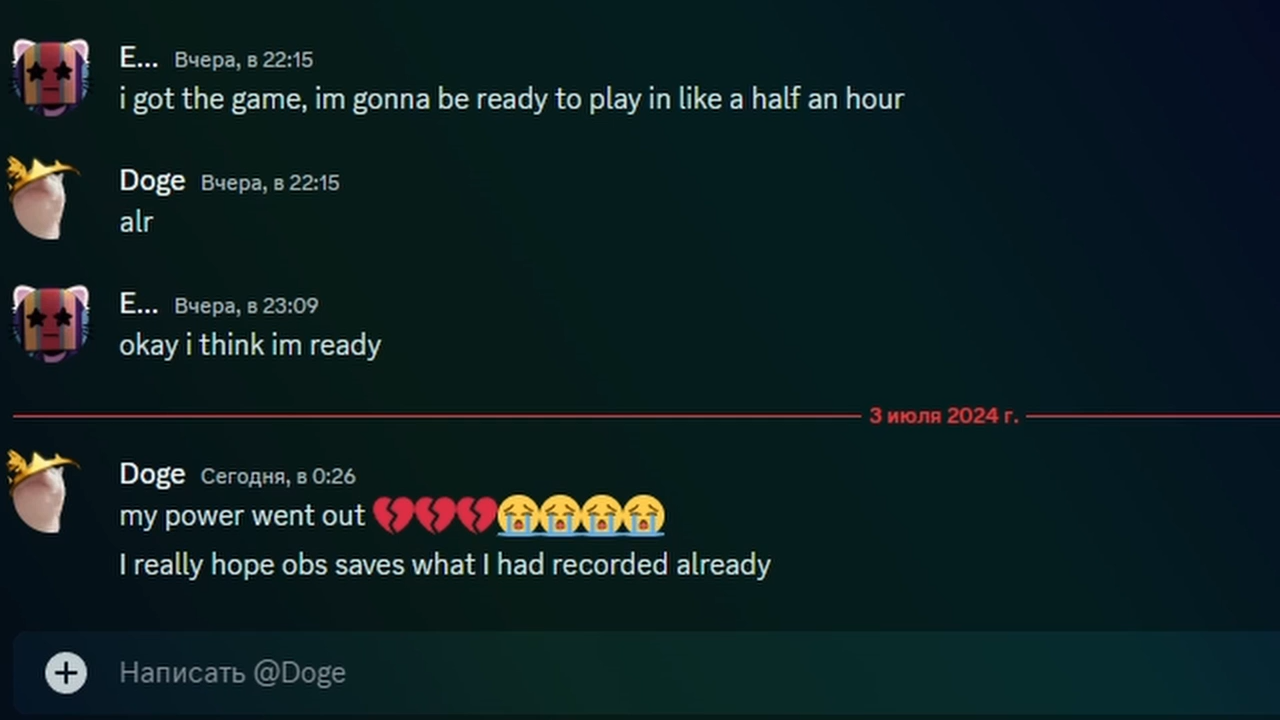 E... Вчера, в 22:15
i got the game, im gonna be ready to play in like a half an hour
Doge Вчера, в 22:15
alr
E... Вчера, в 23:09
okay i think im ready
3 июля 2024 г.
Doge Сегодня, в 0:26
my power went out 💔💔💔😭😭😭😭
I really hope obs saves what I had recorded already
Написать @Doge